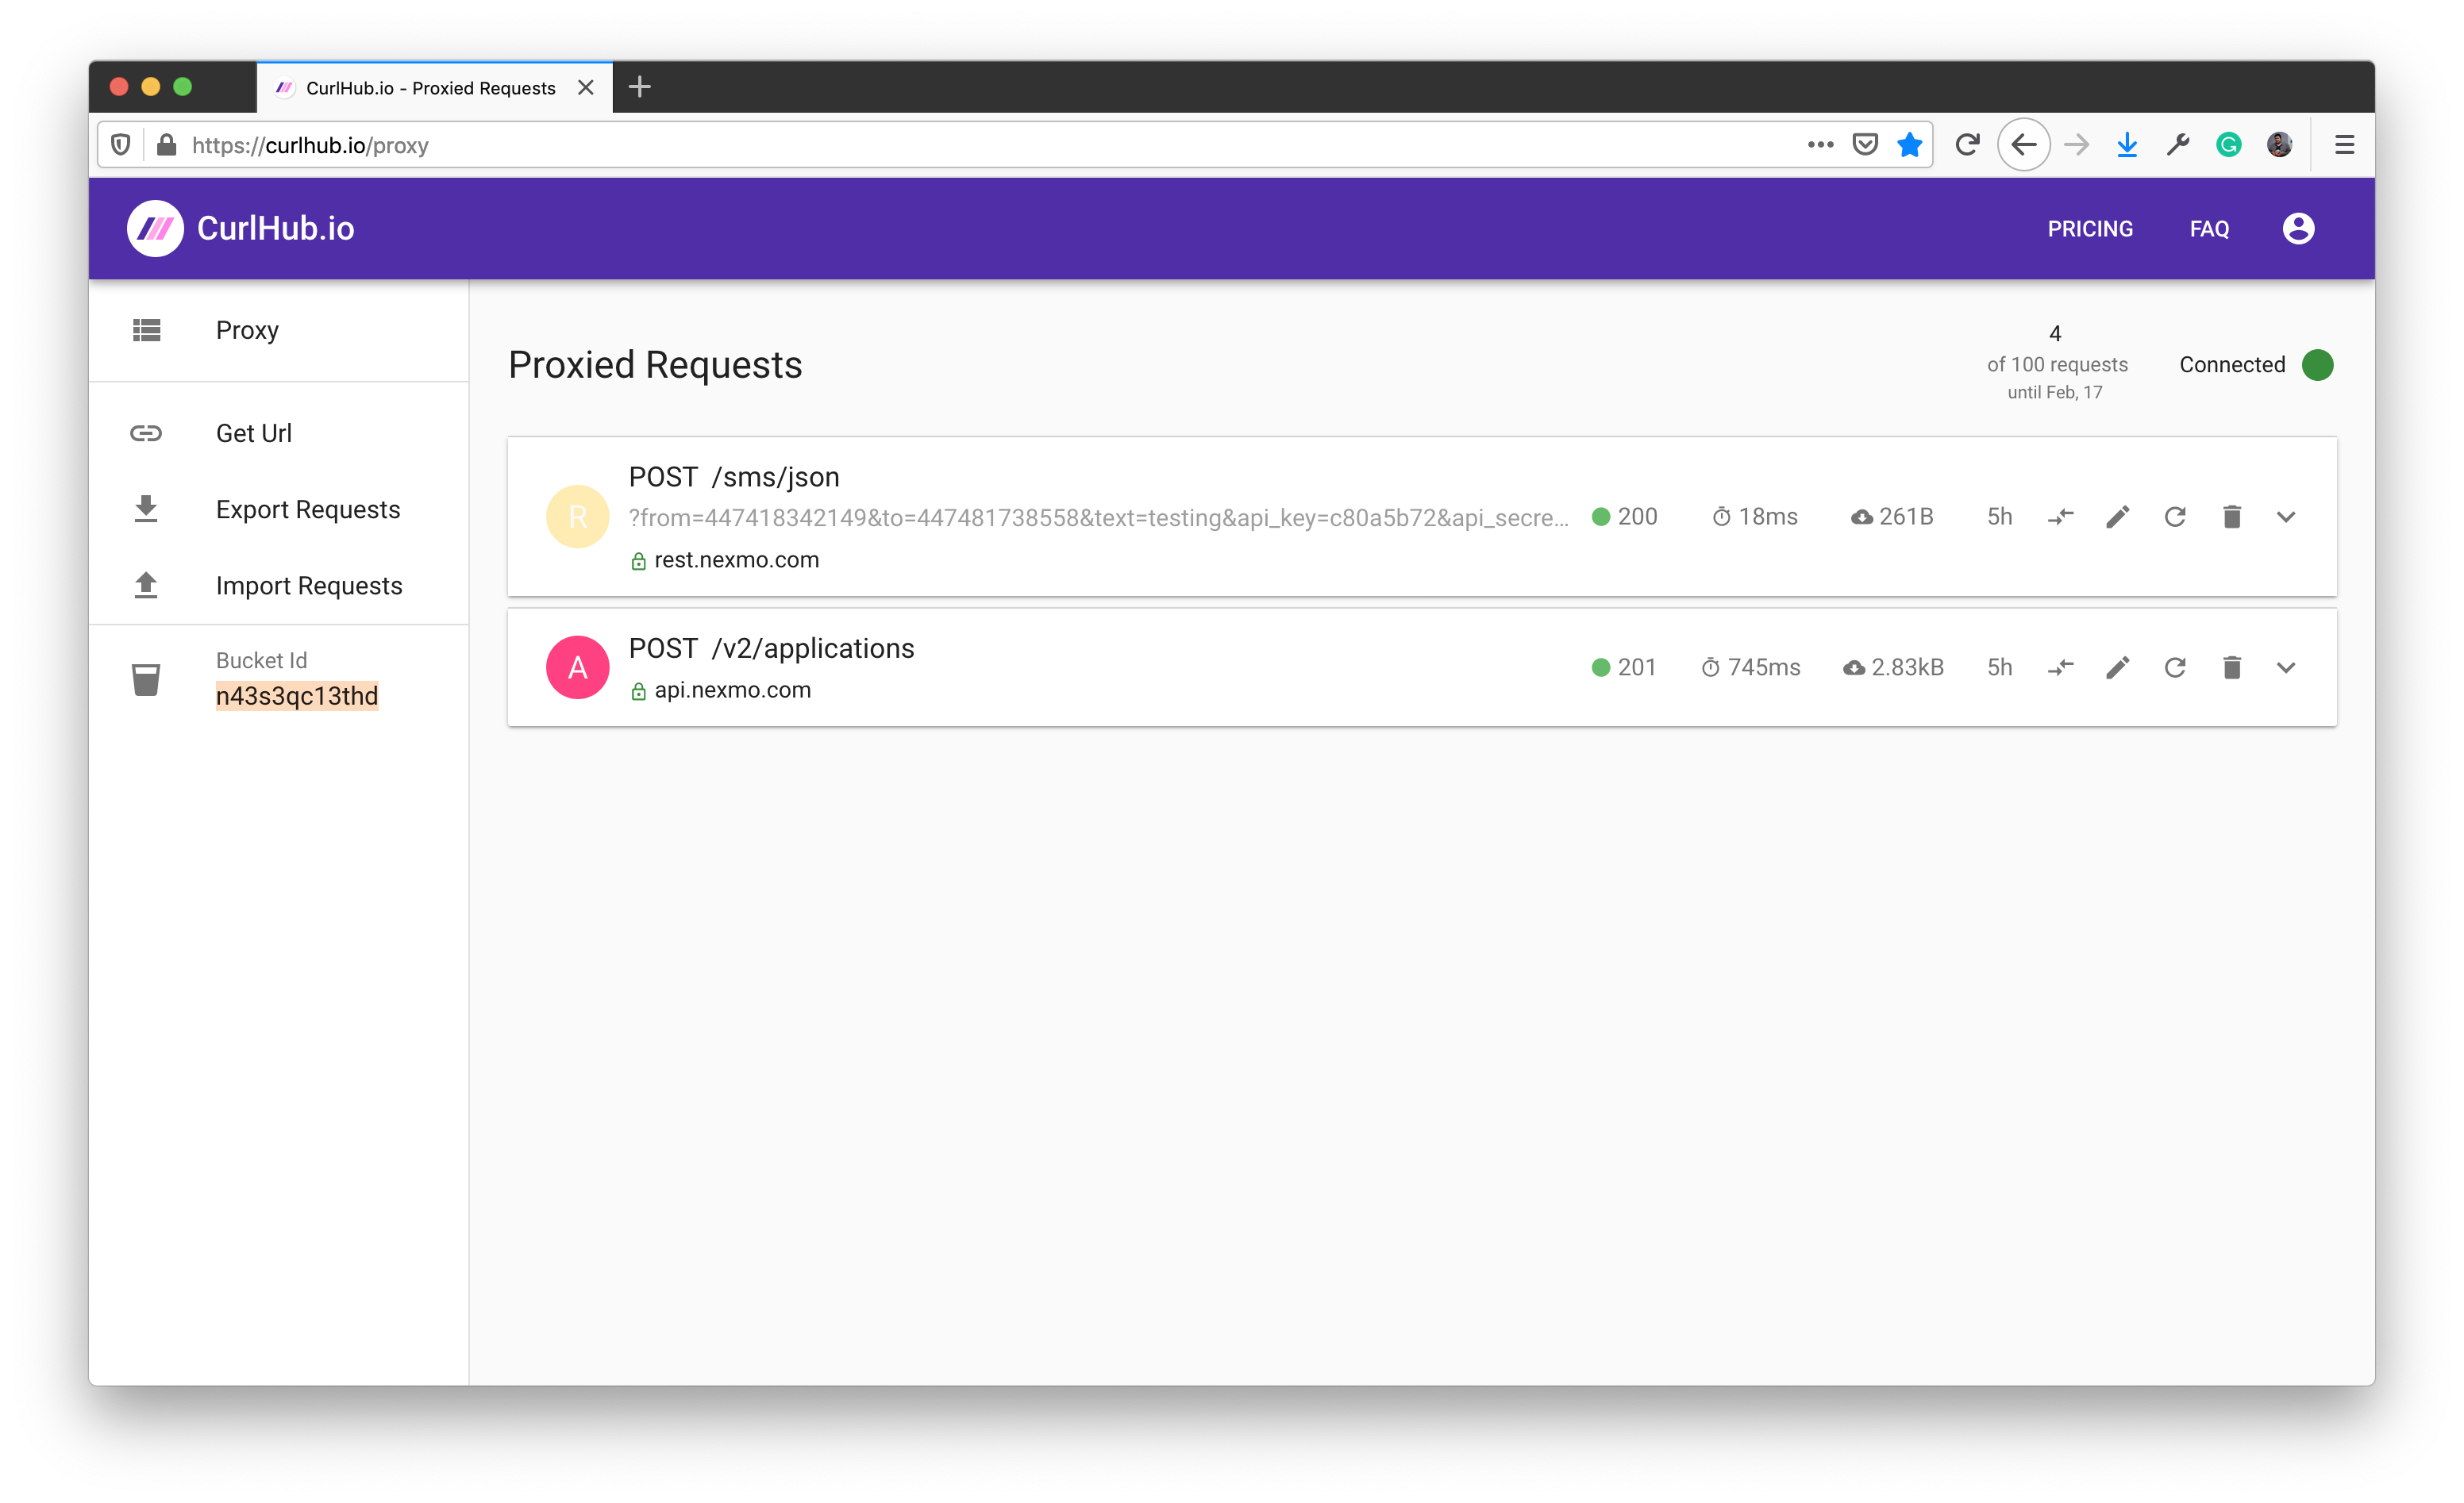 CurlHub.io - Proxied Requests
https://curlhub.io/proxy
CurlHub.io
PRICING
FAQ
Proxy
Get Url
Export Requests
Import Requests
Bucket Id
n43s3qc13thd
Proxied Requests
4
of 100 requests
until Feb, 17
Connected
R
POST /sms/json
?from=447418342149&to=447481738558&text=testing&api_key=c80a5b72&api_secre...
rest.nexmo.com
200
18ms
261B
5h
A
POST /v2/applications
api.nexmo.com
201
745ms
2.83kB
5h